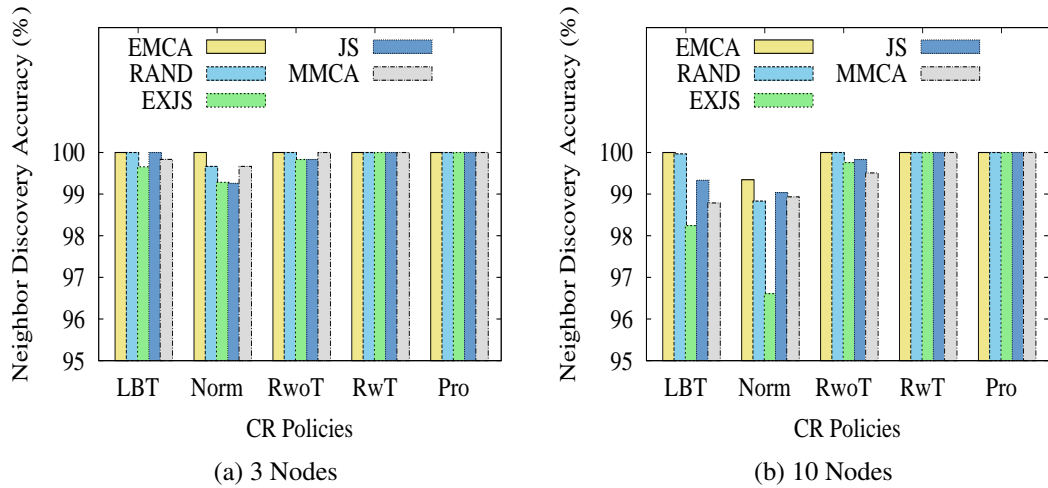 Neighbor Discovery Accuracy (%)
EMCA
RAND
EXJS
JS
MMCA
100
99
98
97
96
95
LBT Norm RwoT RwT Pro
CR Policies
(a) 3 Nodes
Neighbor Discovery Accuracy (%)
EMCA
RAND
EXJS
JS
MMCA
100
99
98
97
96
95
LBT Norm RwoT RwT Pro
CR Policies
(b) 10 Nodes